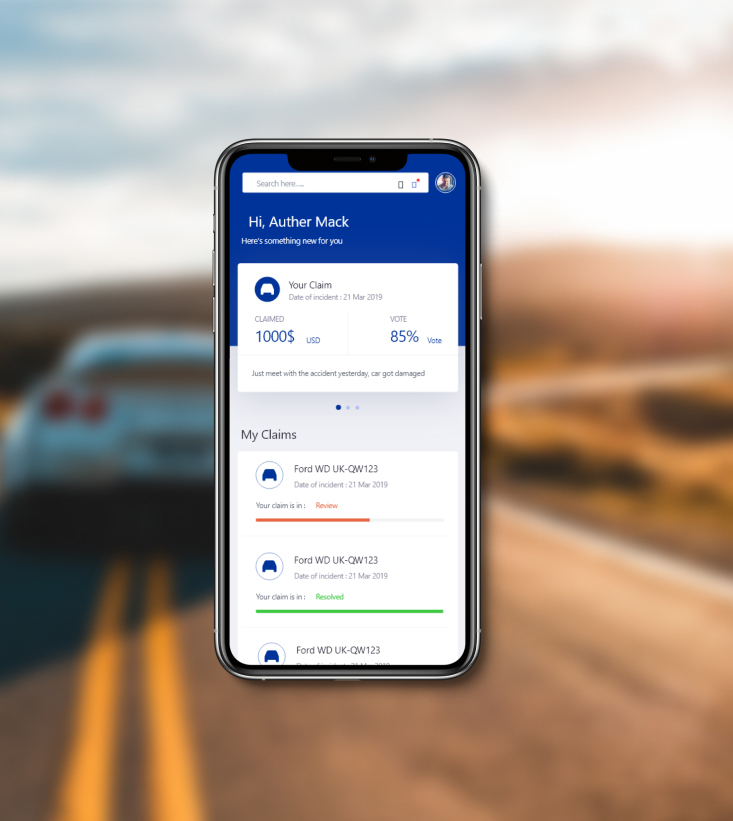 Search here....
Hi, Auther Mack
Here's something new for you
Your Claim
Date of incident : 21 Mar 2019
CLAIMED
VOTE
1000$ USD
85% Vote
Just meet with the accident yesterday, car got damaged
My Claims
Ford WD UK-QW123
Date of incident : 21 Mar 2019
Your claim is in : Review
Ford WD UK-QW123
Date of incident : 21 Mar 2019
Your claim is in : Resolved
Ford WD UK-QW123